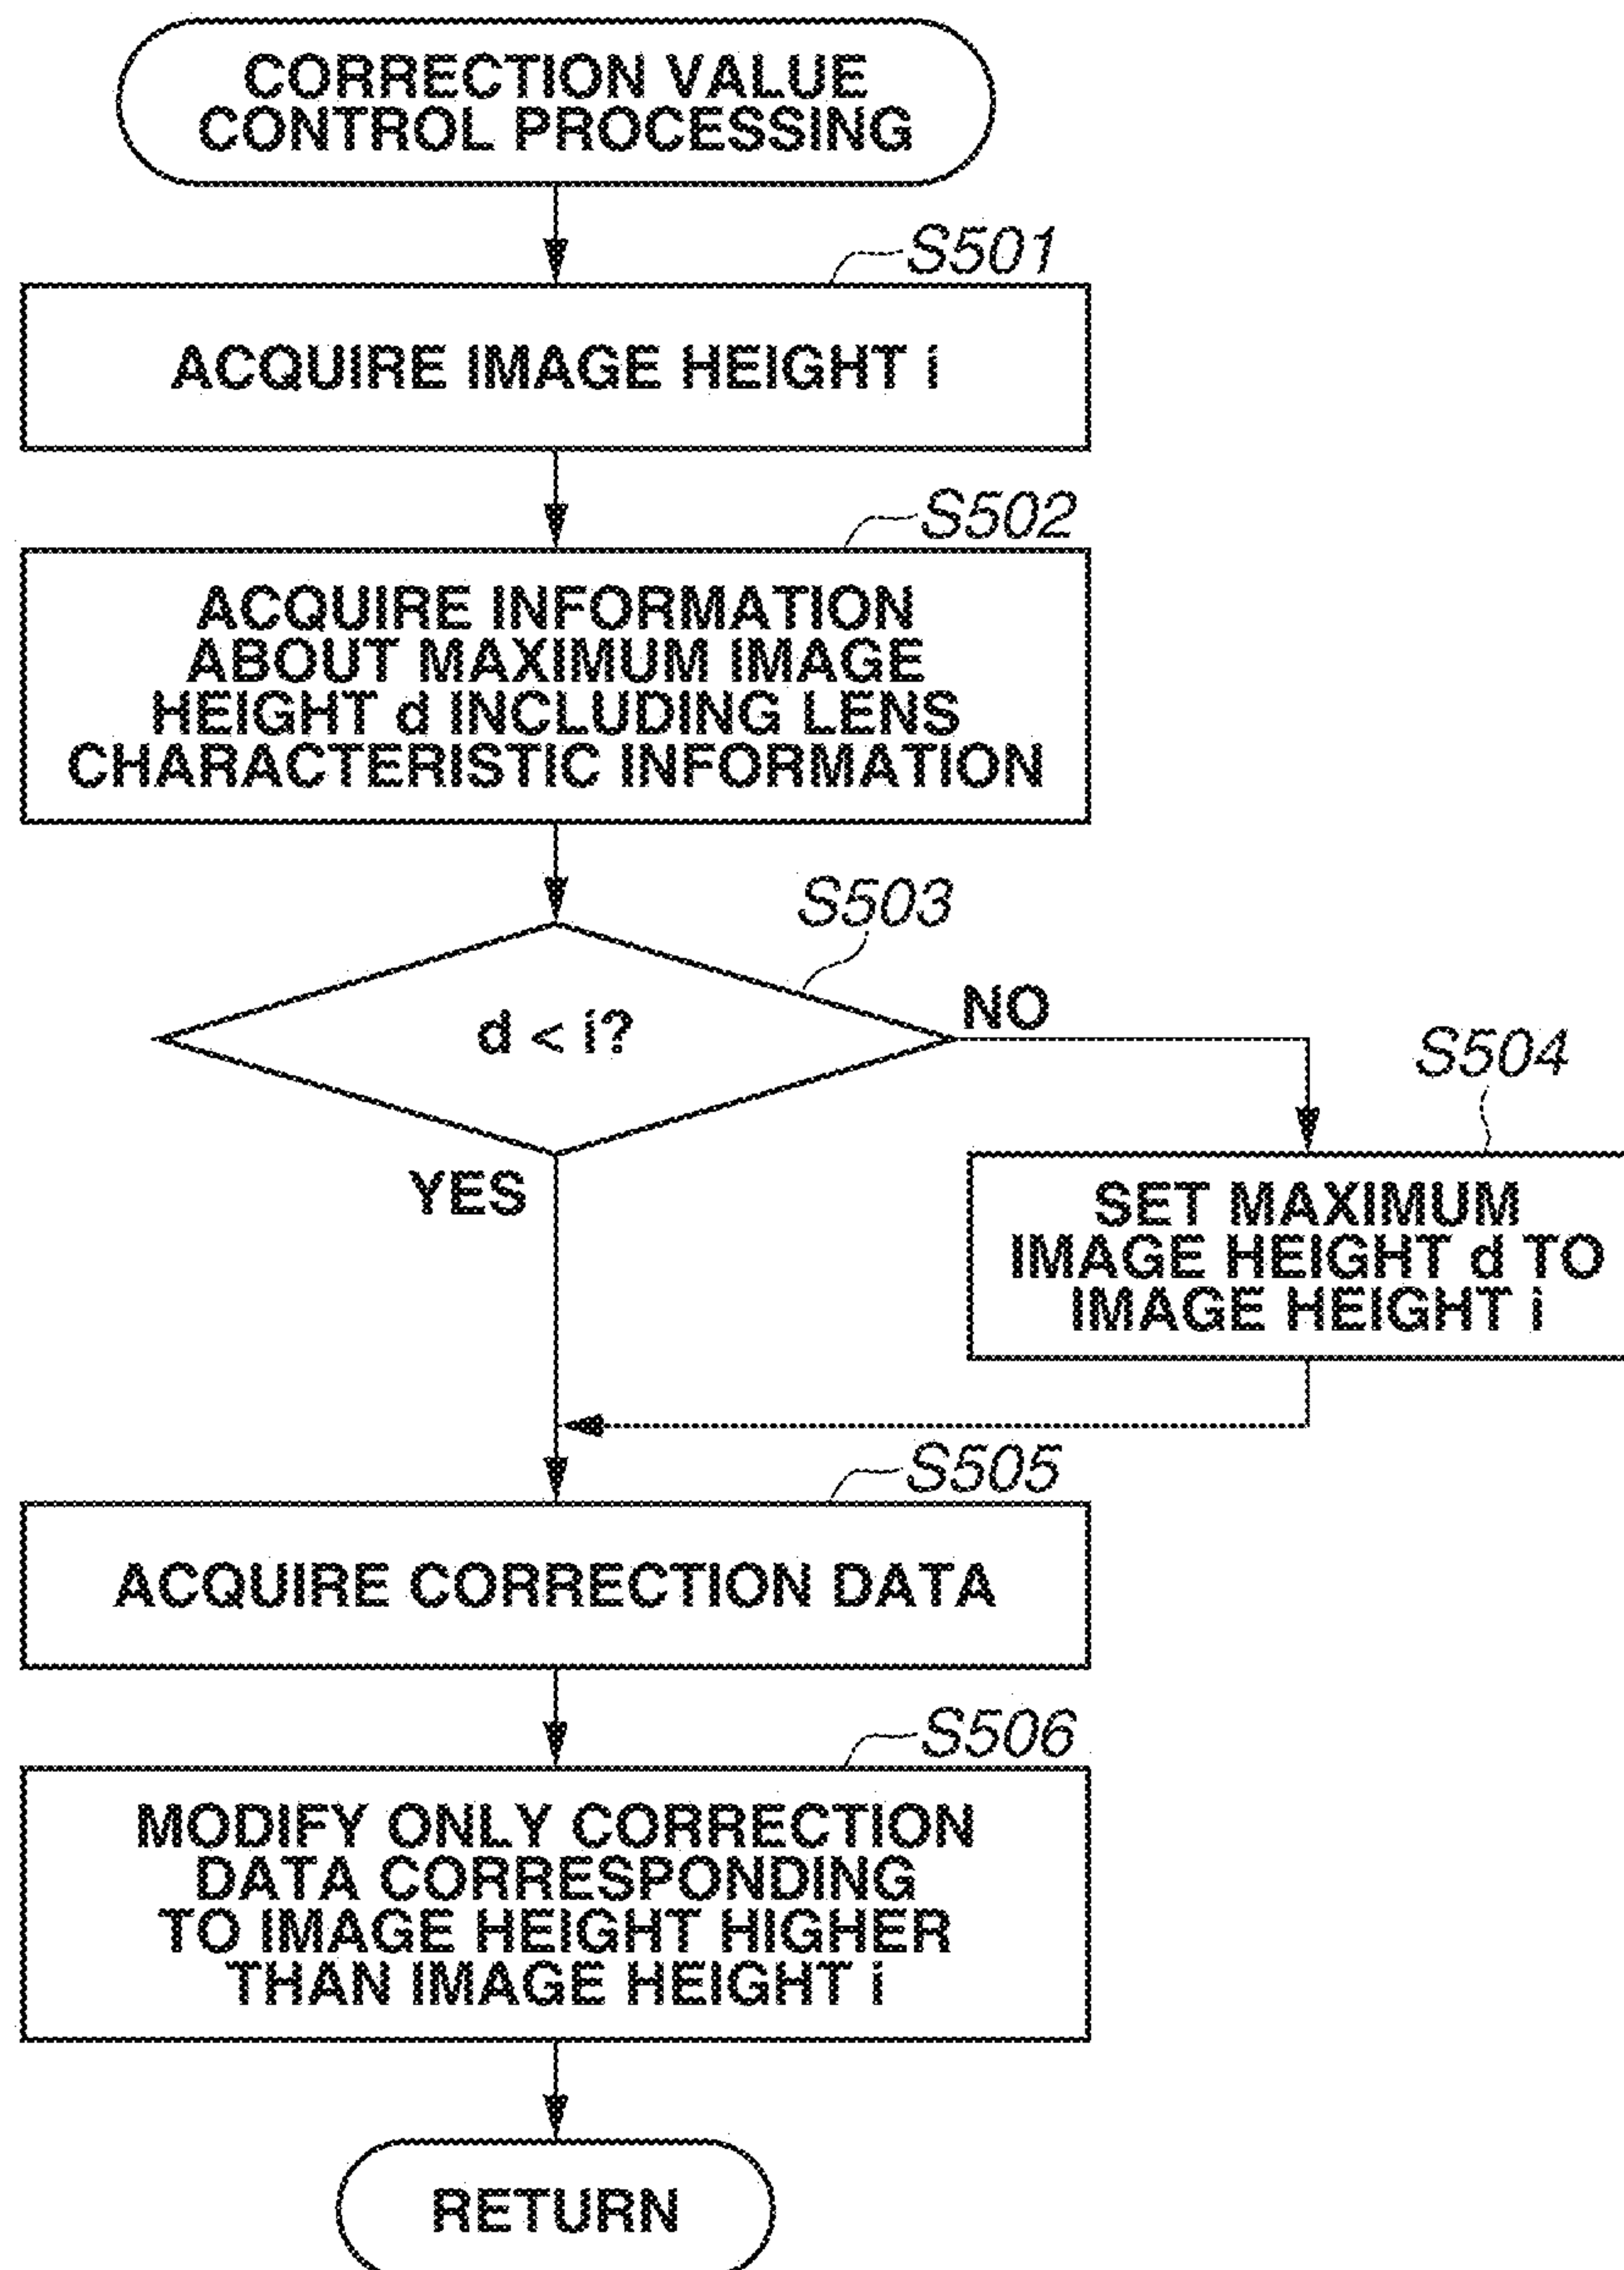 CORRECTION VALUE
CONTROL PROCESSING
S501
ACQUIRE IMAGE HEIGHT i
S502
ACQUIRE INFORMATION
ABOUT MAXIMUM IMAGE
HEIGHT d INCLUDING LENS
CHARACTERISTIC INFORMATION
S503
d < i?
NO
YES
S504
SET MAXIMUM
IMAGE HEIGHT d TO
IMAGE HEIGHT i
S505
ACQUIRE CORRECTION DATA
S506
MODIFY ONLY CORRECTION
DATA CORRESPONDING
TO IMAGE HEIGHT HIGHER
THAN IMAGE HEIGHT i
RETURN